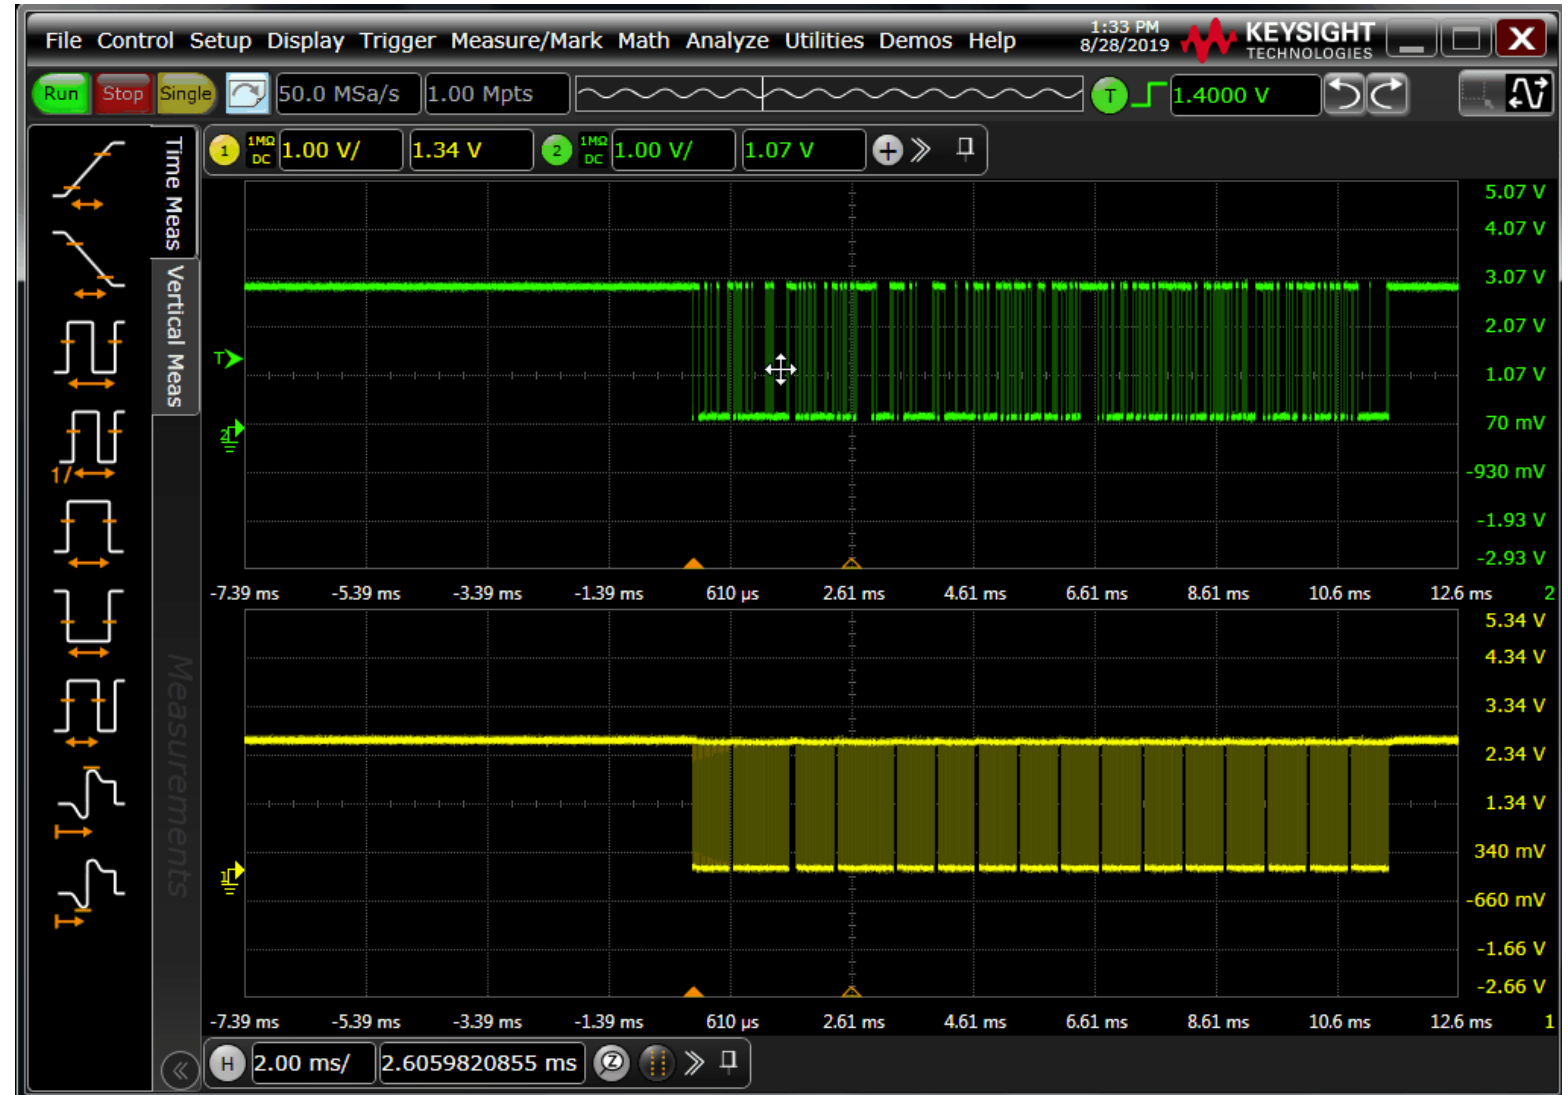 File Control Setup Display Trigger Measure/Mark Math Analyze Utilities Demos Help
1:33 PM
8/28/2019
KEYSIGHT
TECHNOLOGIES
X
Run Stop Single 50.0 MSa/s 1.00 Mpts T 1.4000 V
Time Meas
Vertical Meas
Measurements
1/
1 1MΩ DC 1.00 V/ 1.34 V 2 1MΩ DC 1.00 V/ 1.07 V
5.07 V
4.07 V
3.07 V
2.07 V
T
1.07 V
2
70 mV
-930 mV
-1.93 V
-2.93 V
-7.39 ms -5.39 ms -3.39 ms -1.39 ms 610 µs 2.61 ms 4.61 ms 6.61 ms 8.61 ms 10.6 ms 12.6 ms 2
5.34 V
4.34 V
3.34 V
2.34 V
1.34 V
340 mV
1
-660 mV
-1.66 V
-2.66 V
-7.39 ms -5.39 ms -3.39 ms -1.39 ms 610 µs 2.61 ms 4.61 ms 6.61 ms 8.61 ms 10.6 ms 12.6 ms 1
H 2.00 ms/ 2.6059820855 ms Z